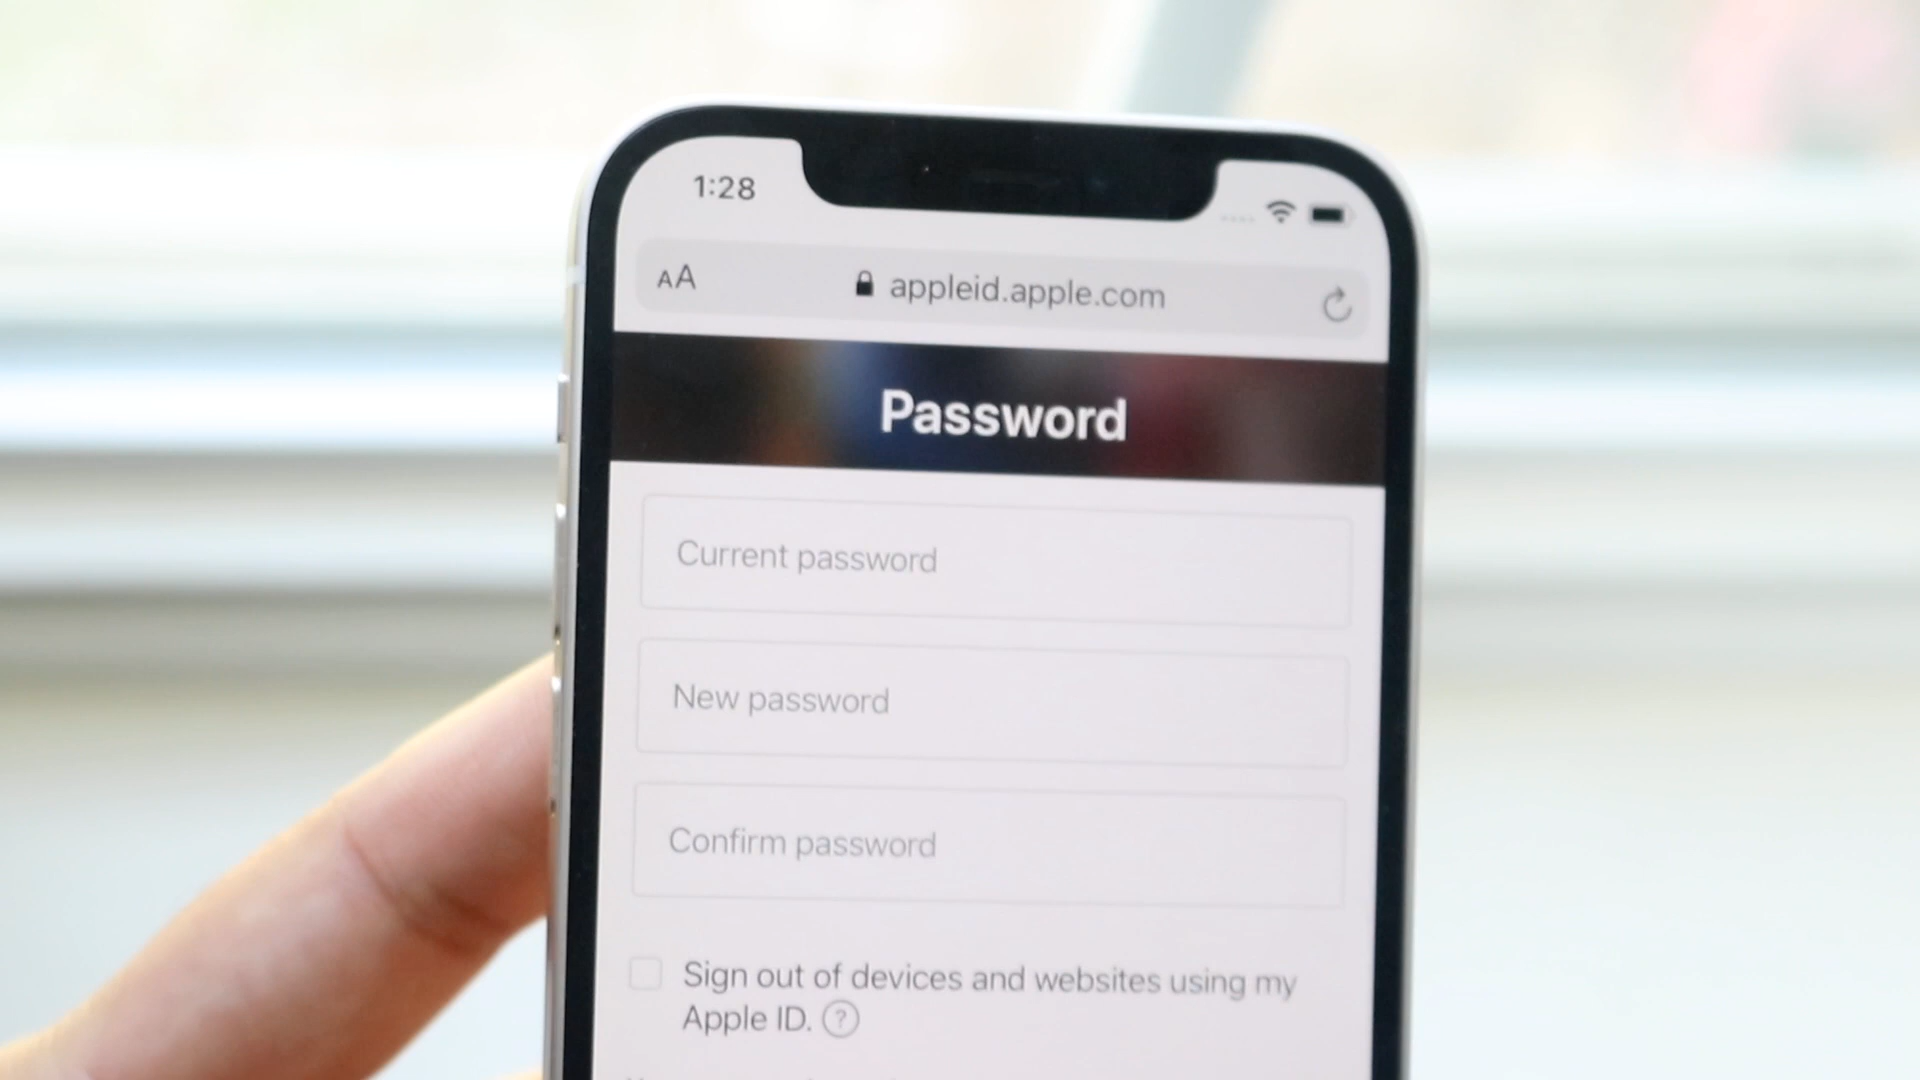 1:28
AA appleid.apple.com
Password
Current password
New password
Confirm password
Sign out of devices and websites using my
Apple ID. ?